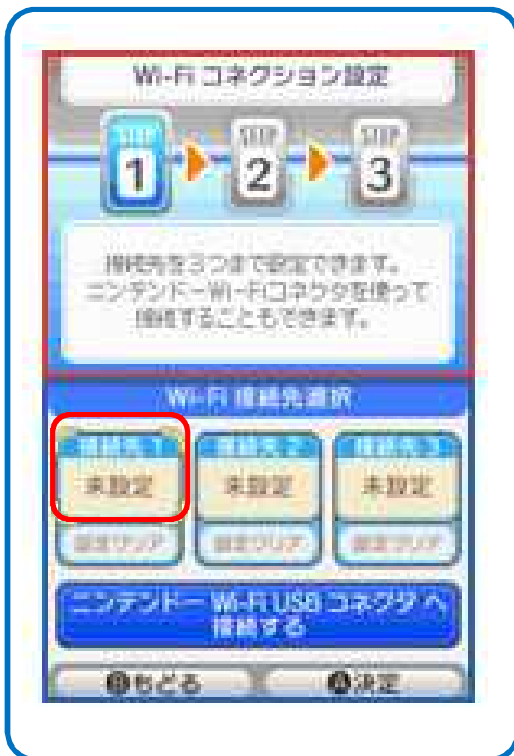 Wi-Fi コネクション設定
STEP STEP STEP
1 2 3
接続先を3つまで設定できます。
ニンテンドーWi-Fiコネクタを使って
接続することもできます。
Wi-Fi 接続先選択
接続先 1 接続先 2 接続先 3
未設定 未設定 未設定
設定クリア 設定クリア 設定クリア
ニンテンドー Wi-Fi USB コネクタ へ
接続する
Bもどる A決定